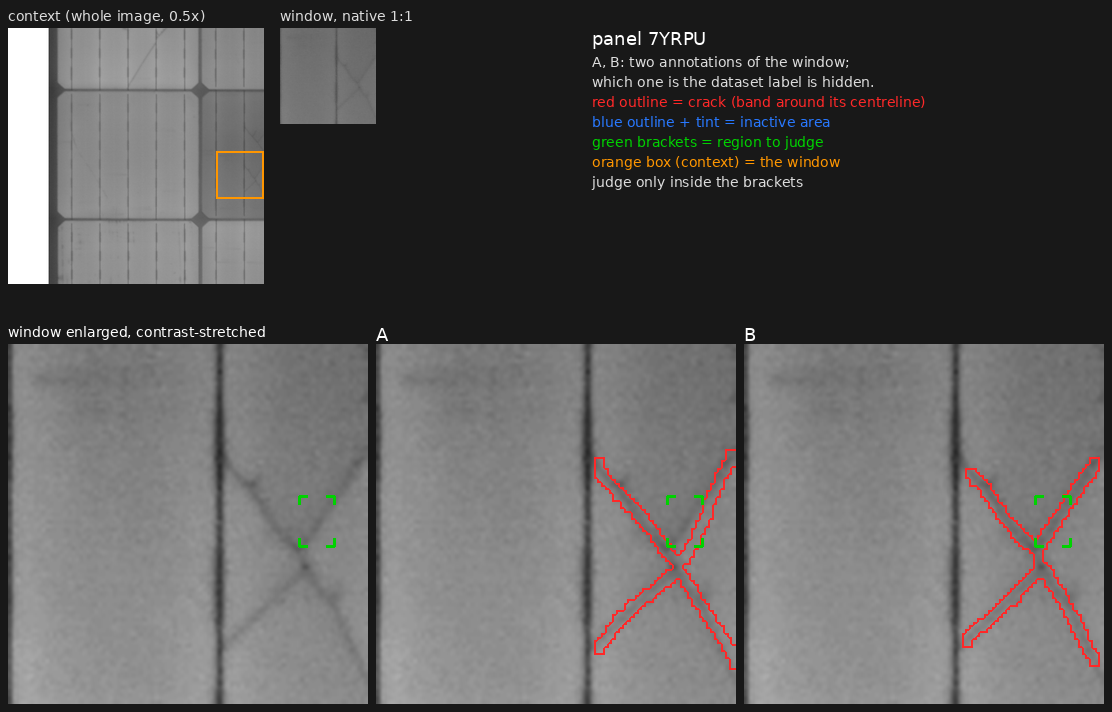 context (whole image, 0.5x)
window, native 1:1
panel 7YRPU
A, B: two annotations of the window;
which one is the dataset label is hidden.
red outline = crack (band around its centreline)
blue outline + tint = inactive area
green brackets = region to judge
orange box (context) = the window
judge only inside the brackets
window enlarged, contrast-stretched
A
B